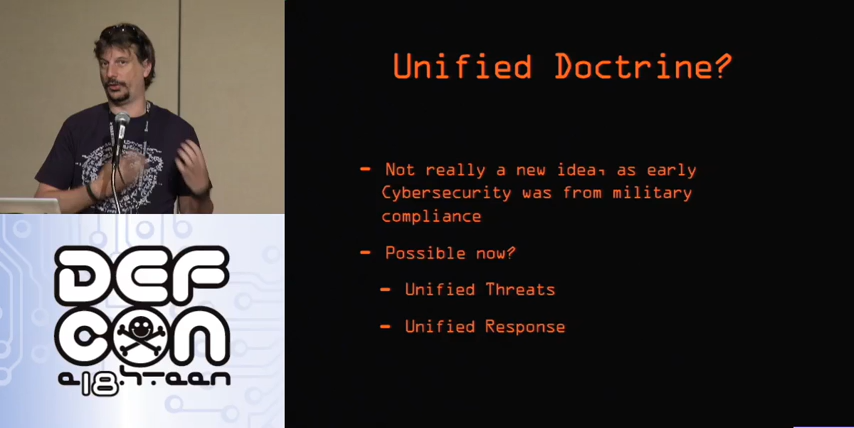 Unified Doctrine?
- Not really a new idea, as early
Cybersecurity was from military
compliance
- Possible now?
- Unified Threats
- Unified Response
DEF
CON
e18hteen